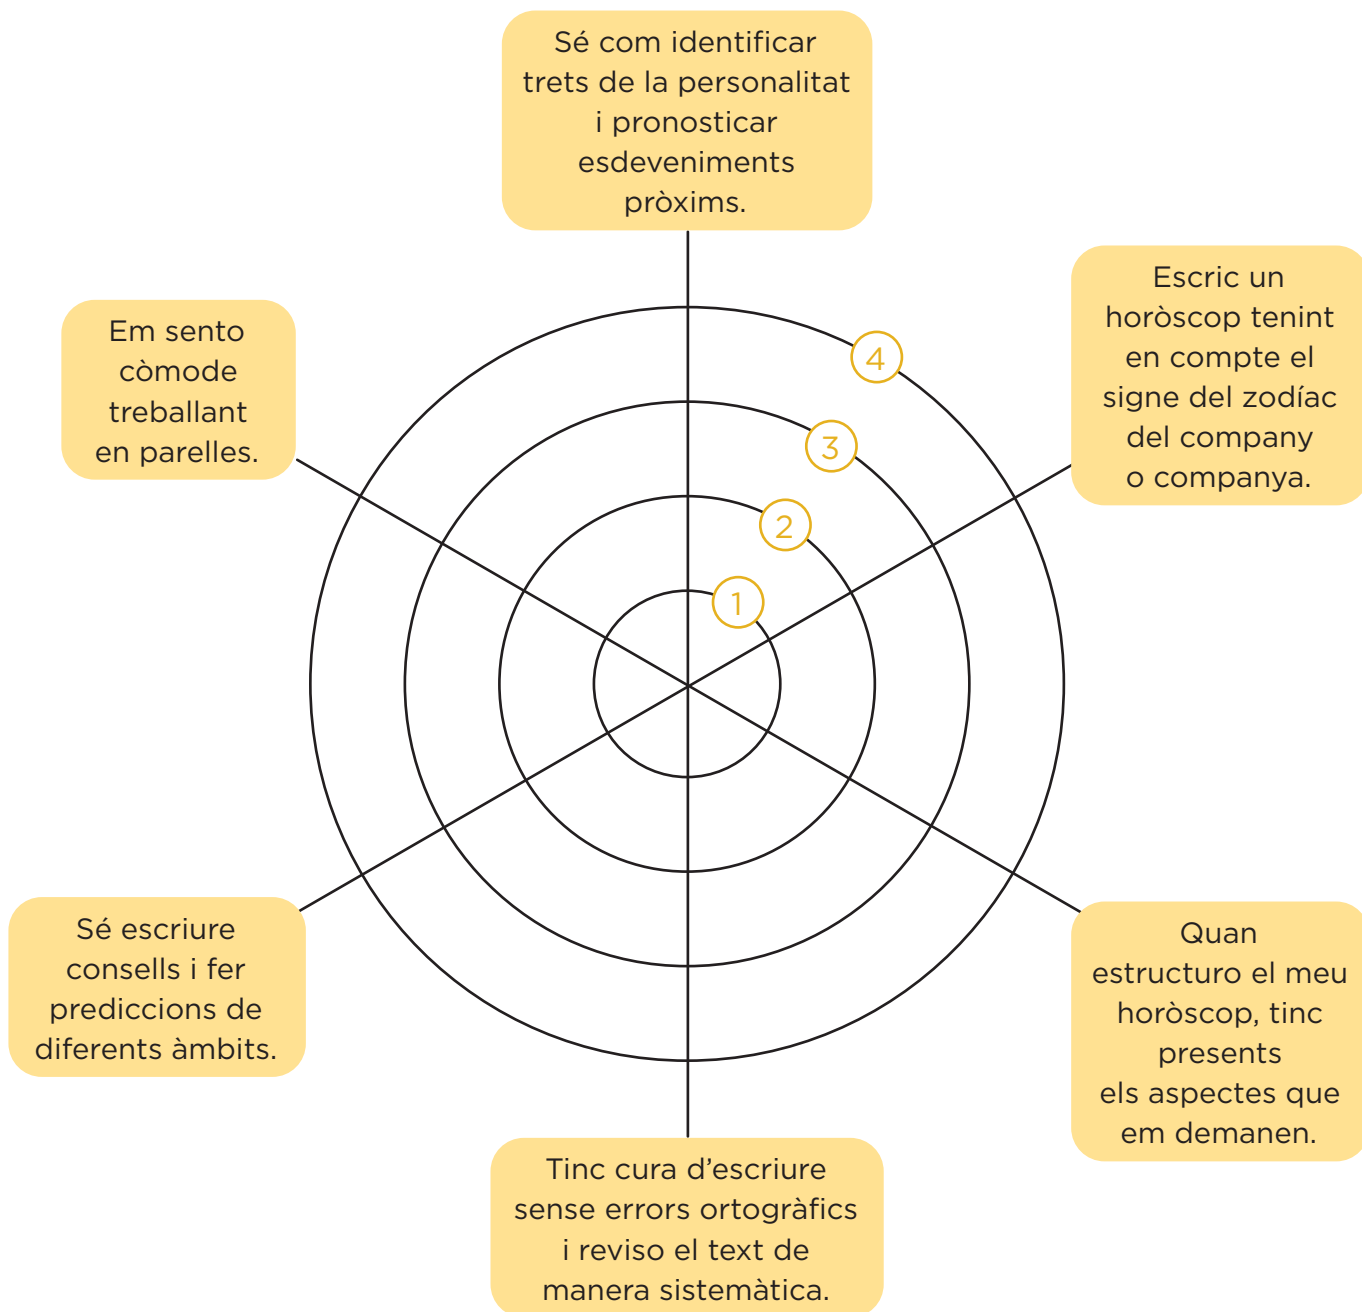 Sé com identificar
trets de la personalitat
i pronosticar
esdeveniments
pròxims.
Escric un
horòscop tenint
en compte el
signe del zodíac
del company
o companya.
Em sento
còmode
treballant
en parelles.
4
3
2
1
Sé escriure
consells i fer
prediccions de
diferents àmbits.
Quan
estructuro el meu
horòscop, tinc
presents
els aspectes que
em demanen.
Tinc cura d’escriure
sense errors ortogràfics
i reviso el text de
manera sistemàtica.